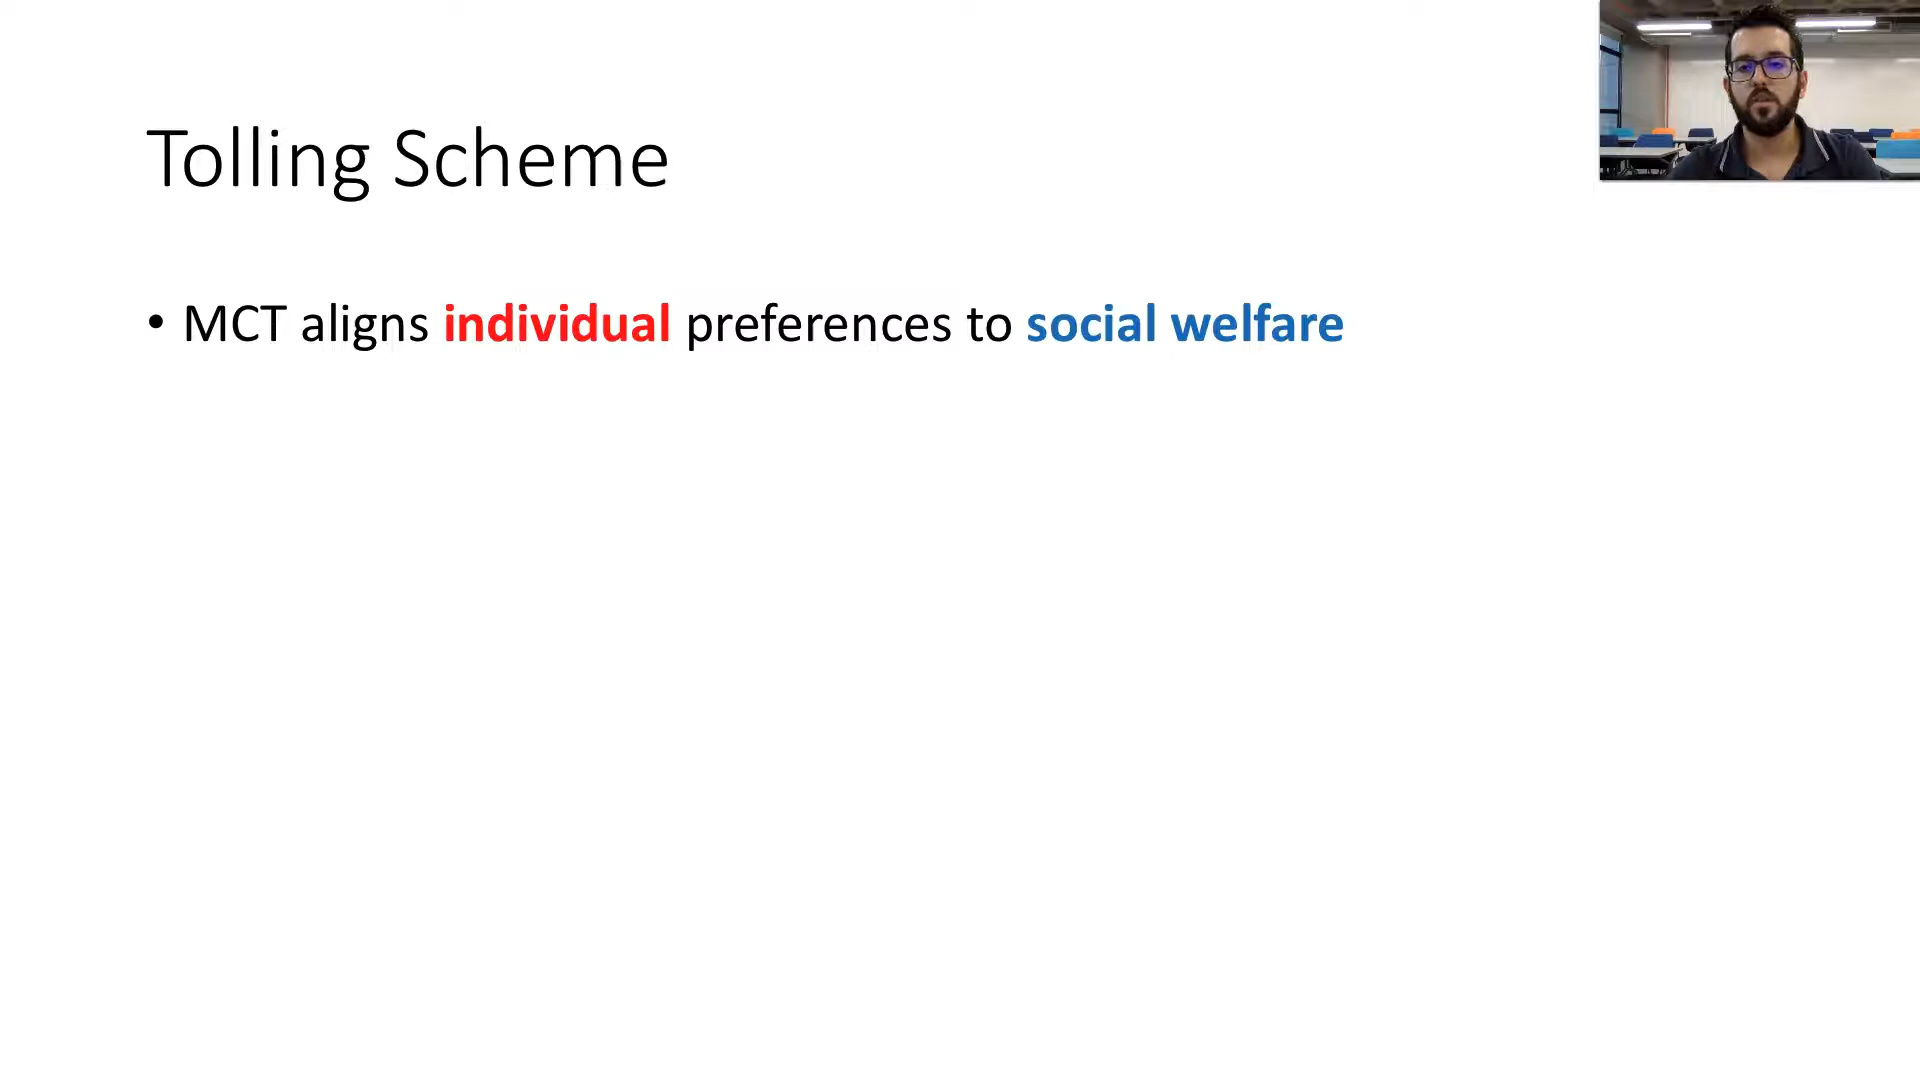 Tolling Scheme
• MCT aligns individual preferences to social welfare